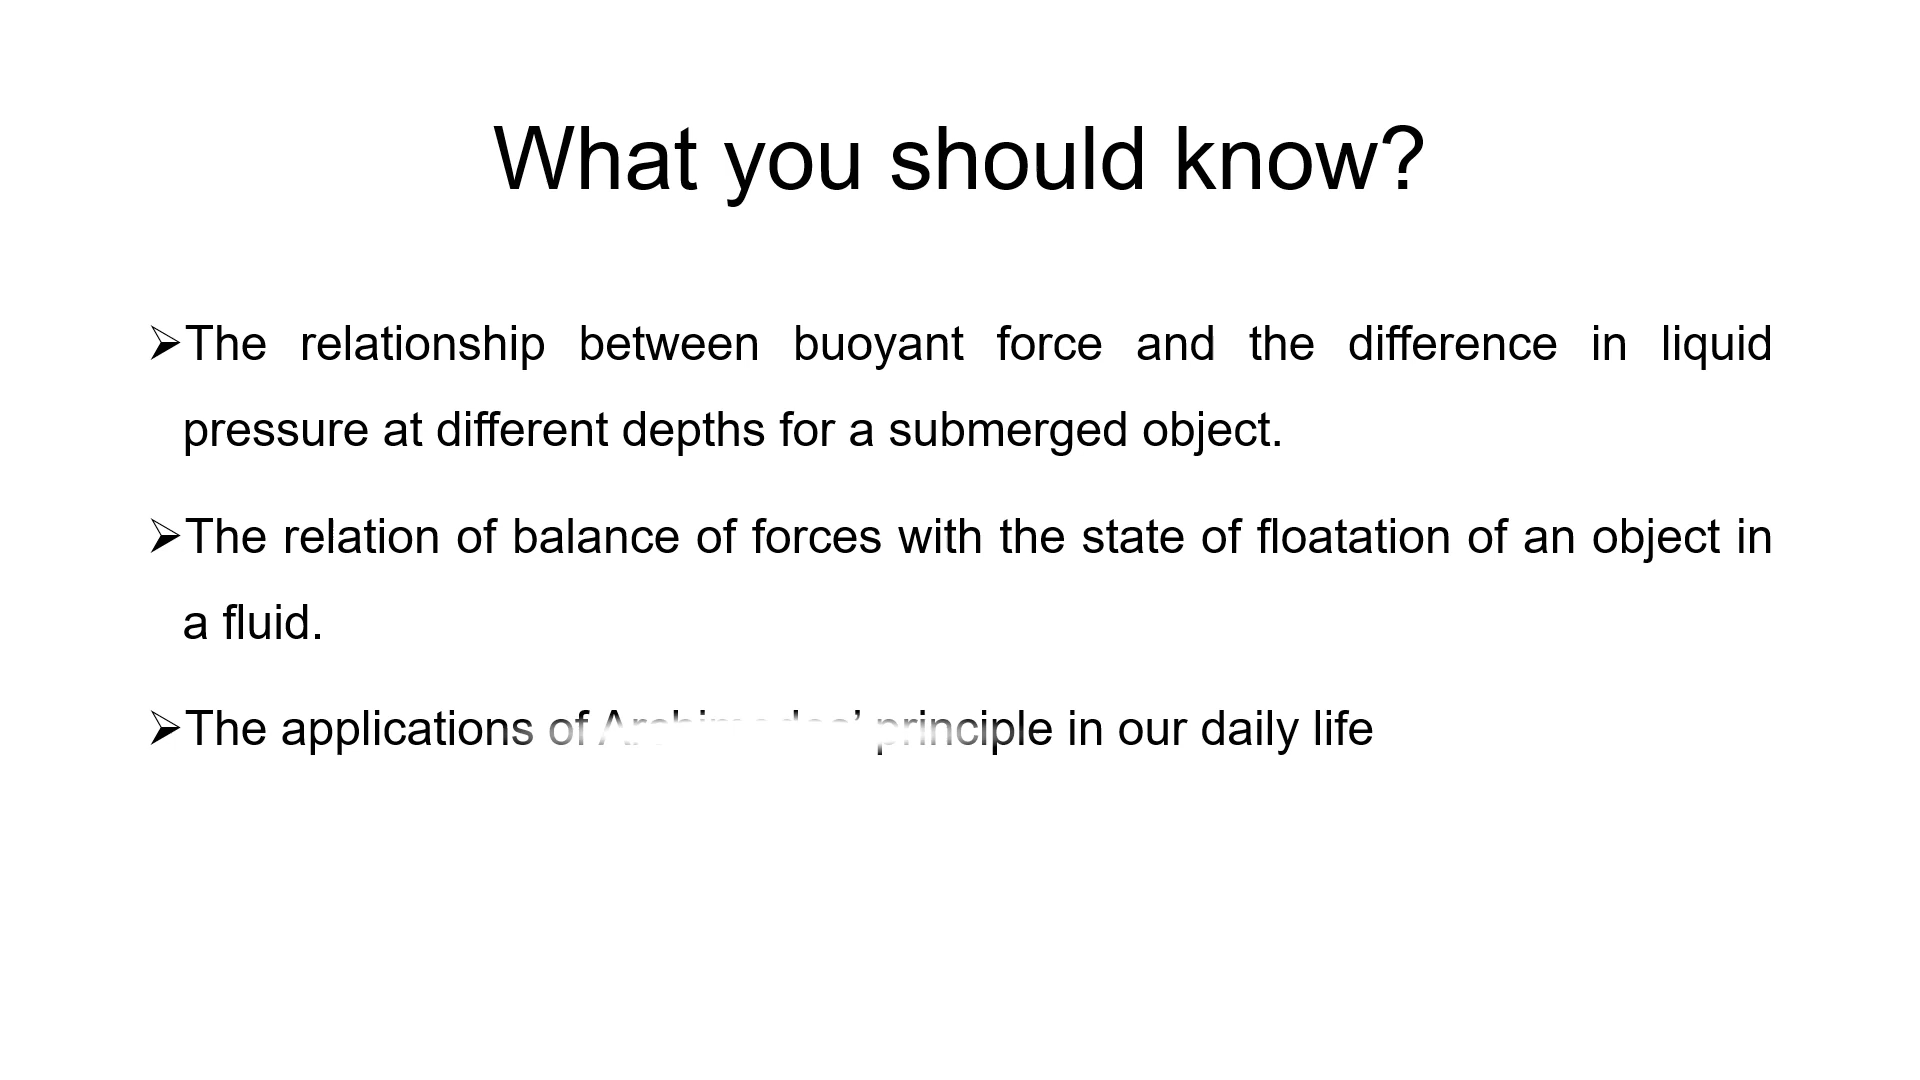 What you should know?
➢The relationship between buoyant force and the difference in liquid
pressure at different depths for a submerged object.
➢The relation of balance of forces with the state of floatation of an object in
a fluid.
➢The applications of Archimedes’ principle in our daily life